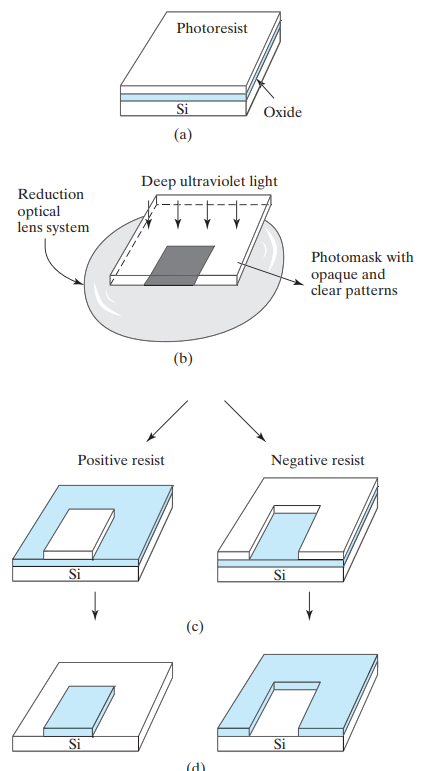 Photoresist
Si
Oxide
(a)
Deep ultraviolet light
Reduction
optical
lens system
Photomask with
opaque and
clear patterns
(b)
Positive resist
Negative resist
Si
Si
(c)
Si
Si
(d)